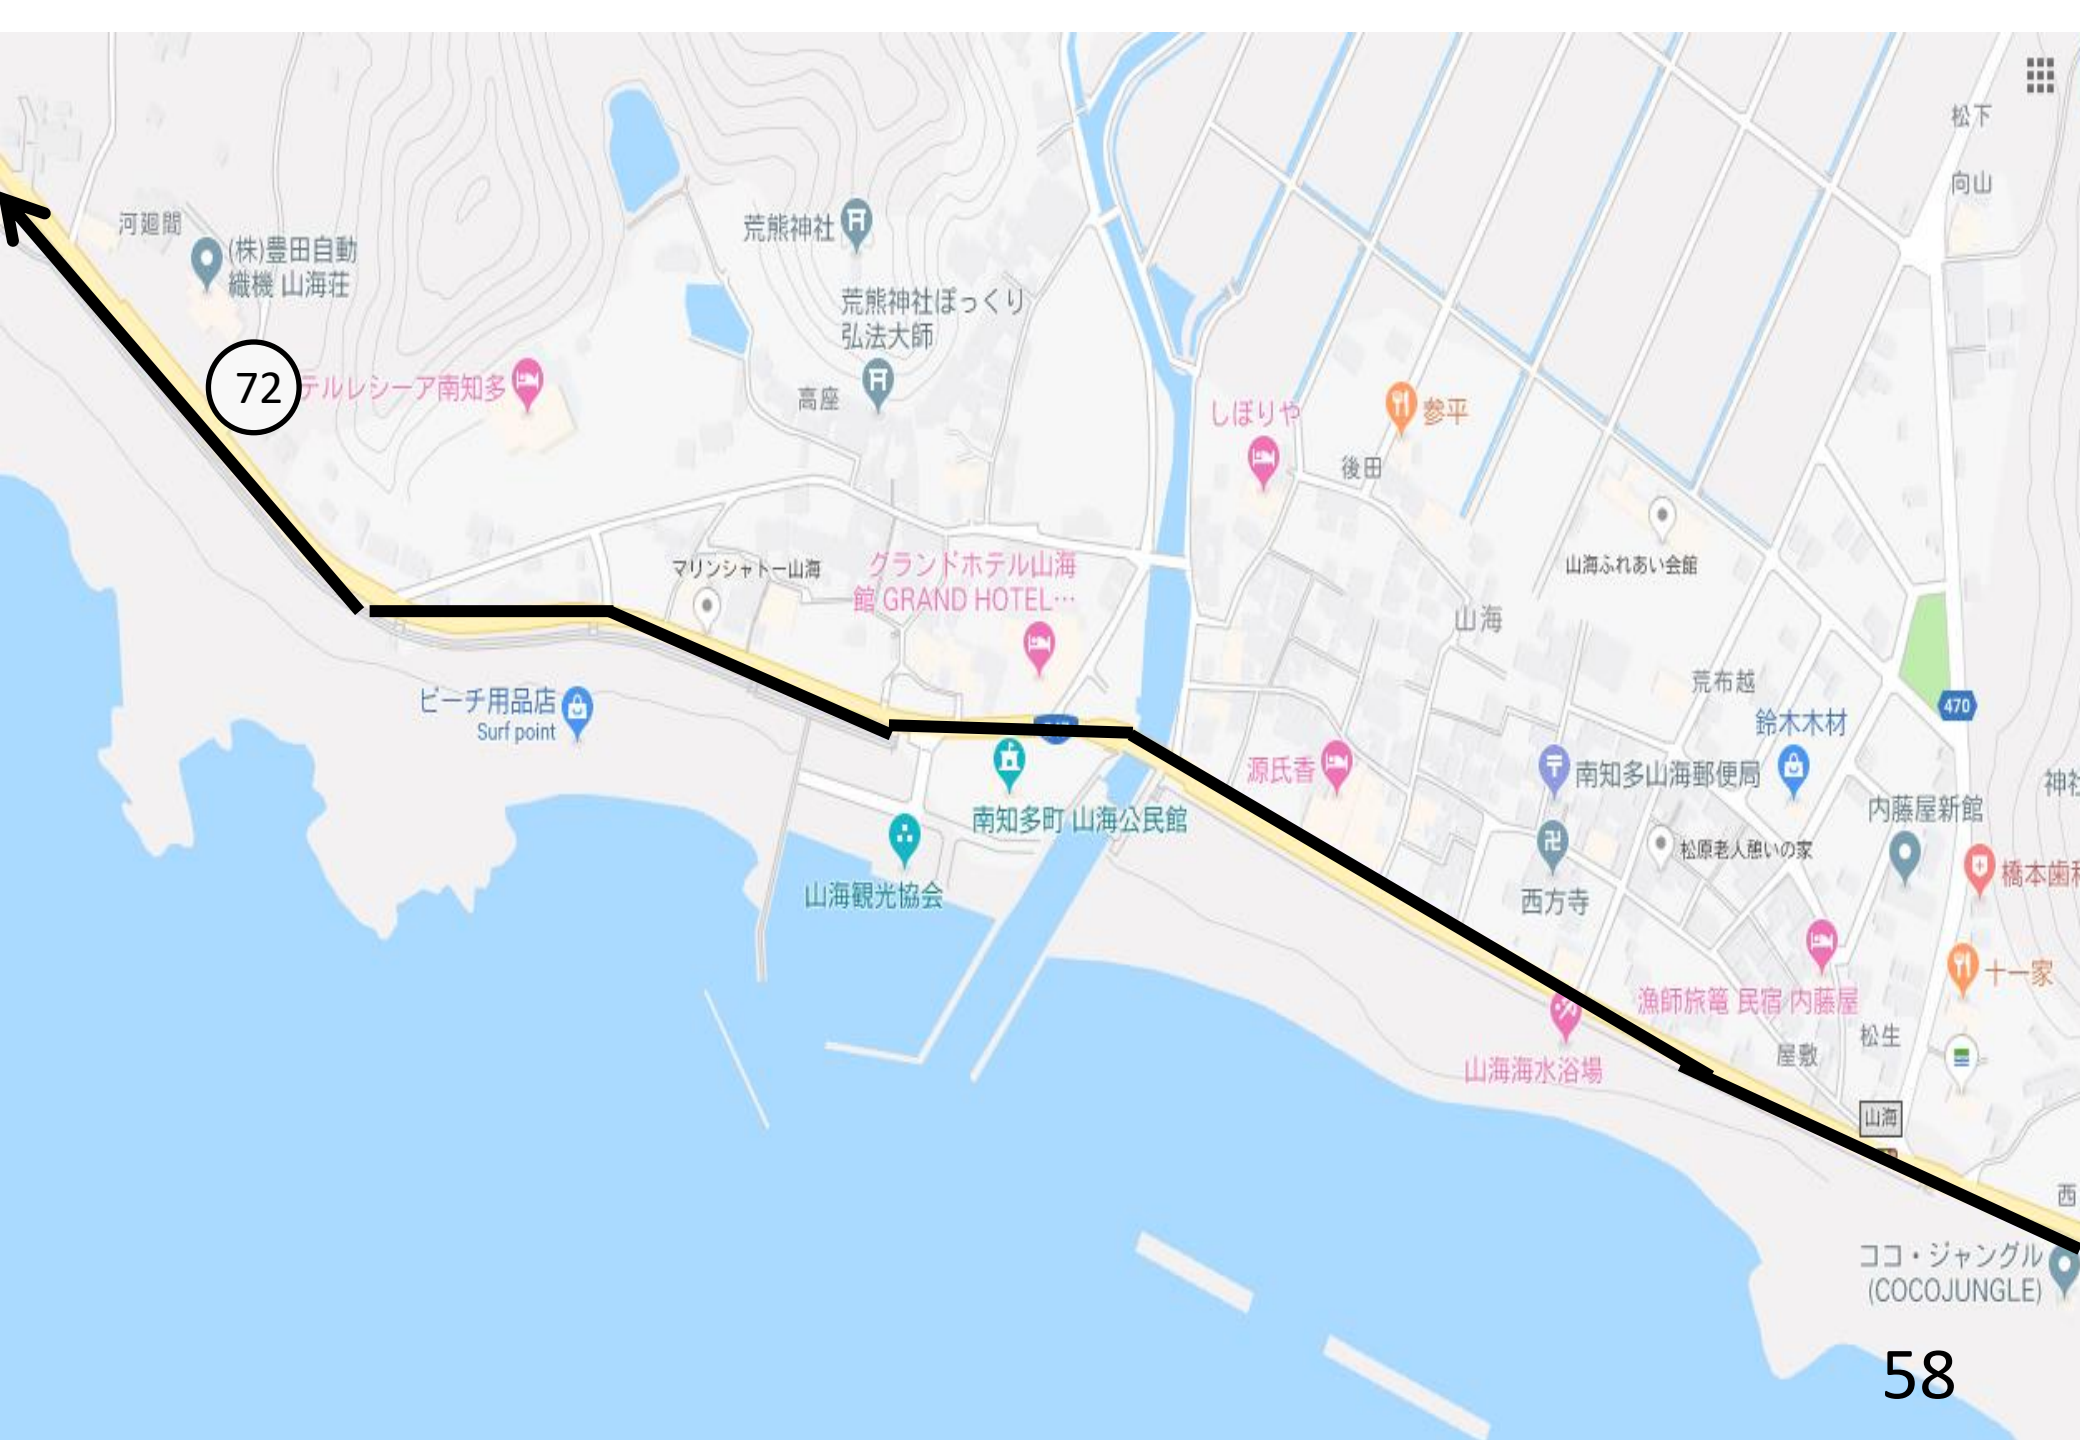 松下
向山
河廻間
(株)豊田自動
織機 山海荘
荒熊神社
荒熊神社ぽっくり
弘法大師
72
テルレシーア南知多
高座
しぼりや
参平
後田
マリンシャトー山海
グランドホテル山海
館 GRAND HOTEL…
山海ふれあい会館
山海
荒布越
470
鈴木木材
ビーチ用品店
Surf point
源氏香
南知多山海郵便局
神社
内藤屋新館
南知多町 山海公民館
松原老人憩いの家
橋本歯科
山海観光協会
西方寺
十一家
漁師旅籠 民宿 内藤屋
松生
屋敷
山海海水浴場
山海
西
ココ・ジャングル
(COCOJUNGLE)
58